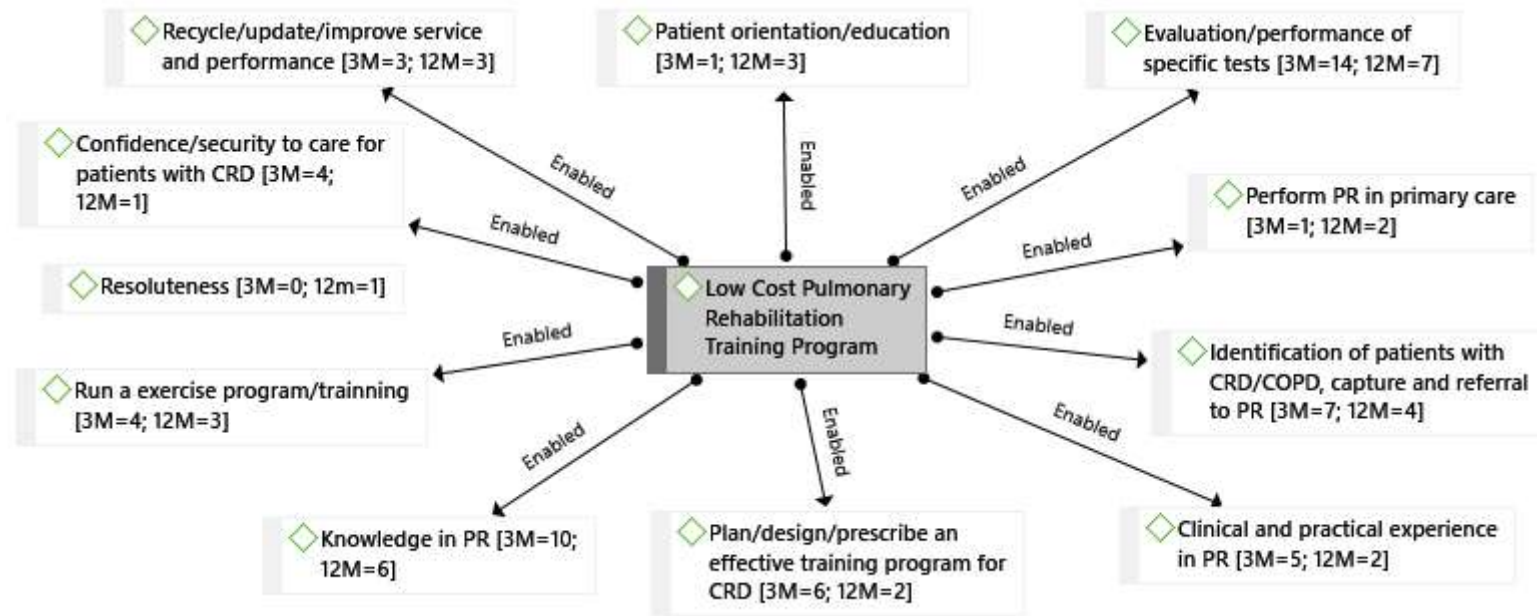 Recycle/update/improve service
and performance [3M=3; 12M=3]
Patient orientation/education
[3M=1; 12M=3]
Evaluation/performance of
specific tests [3M=14; 12M=7]
Confidence/security to care for
patients with CRD [3M=4;
12M=1]
Enabled
Enabled
Enabled
Perform PR in primary care
[3M=1; 12M=2]
Enabled
Enabled
Resoluteness [3M=0; 12m=1]
Low Cost Pulmonary
Rehabilitation
Training Program
Enabled
Enabled
Identification of patients with
CRD/COPD, capture and referral
to PR [3M=7; 12M=4]
Run a exercise program/trainning
[3M=4; 12M=3]
Enabled
Enabled
Enabled
Knowledge in PR [3M=10;
12M=6]
Plan/design/prescribe an
effective training program for
CRD [3M=6; 12M=2]
Clinical and practical experience
in PR [3M=5; 12M=2]